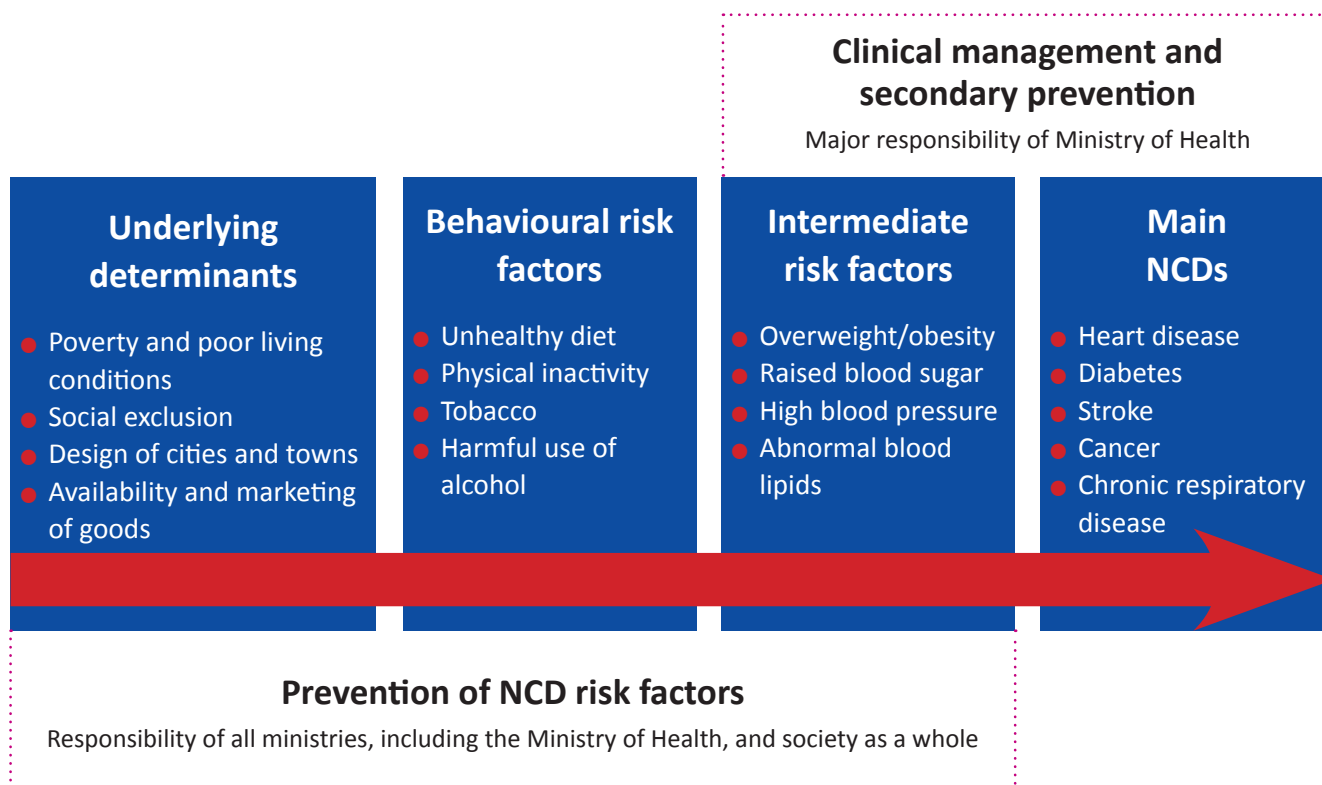 Clinical management and
secondary prevention
Major responsibility of Ministry of Health
Underlying
determinants
● Poverty and poor living
conditions
● Social exclusion
● Design of cities and towns
● Availability and marketing
of goods
Behavioural risk
factors
● Unhealthy diet
● Physical inactivity
● Tobacco
● Harmful use of
alcohol
Intermediate
risk factors
● Overweight/obesity
● Raised blood sugar
● High blood pressure
● Abnormal blood
lipids
Main
NCDs
● Heart disease
● Diabetes
● Stroke
● Cancer
● Chronic respiratory
disease
Prevention of NCD risk factors
Responsibility of all ministries, including the Ministry of Health, and society as a whole